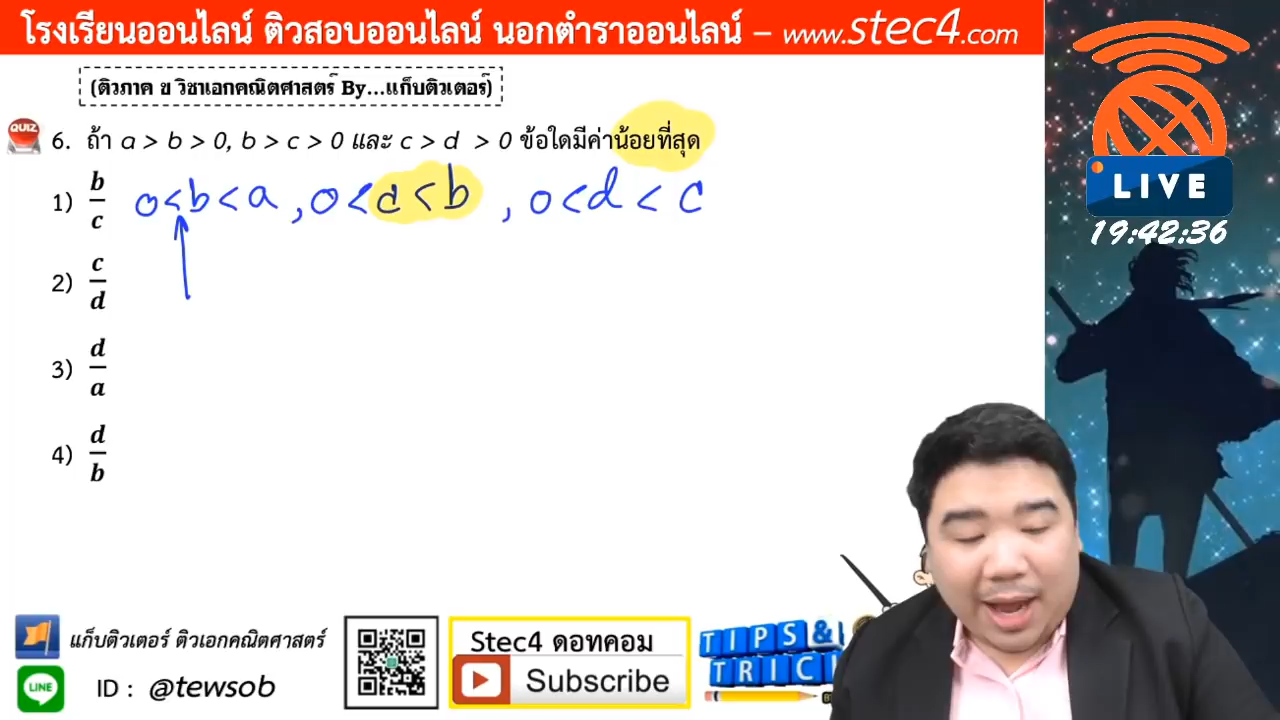 โรงเรียนออนไลน์ ติวสอบออนไลน์ นอกตำราออนไลน์ – www.stec4.com
(ติวภาค ข วิชาเอกคณิตศาสตร์ By...แก็บติวเตอร์)
QUIZ
6. ถ้า a > b > 0, b > c > 0 และ c > d > 0 ข้อใดมีค่าน้อยที่สุด
1) b/c 0<b<a , 0<c<b , 0<d<c
2) c/d
3) d/a
4) d/b
LIVE
19:42:36
แก็บติวเตอร์ ติวเอกคณิตศาสตร์
LINE ID : @tewsob
Stec4 ดอทคอม
Subscribe
TIPS &